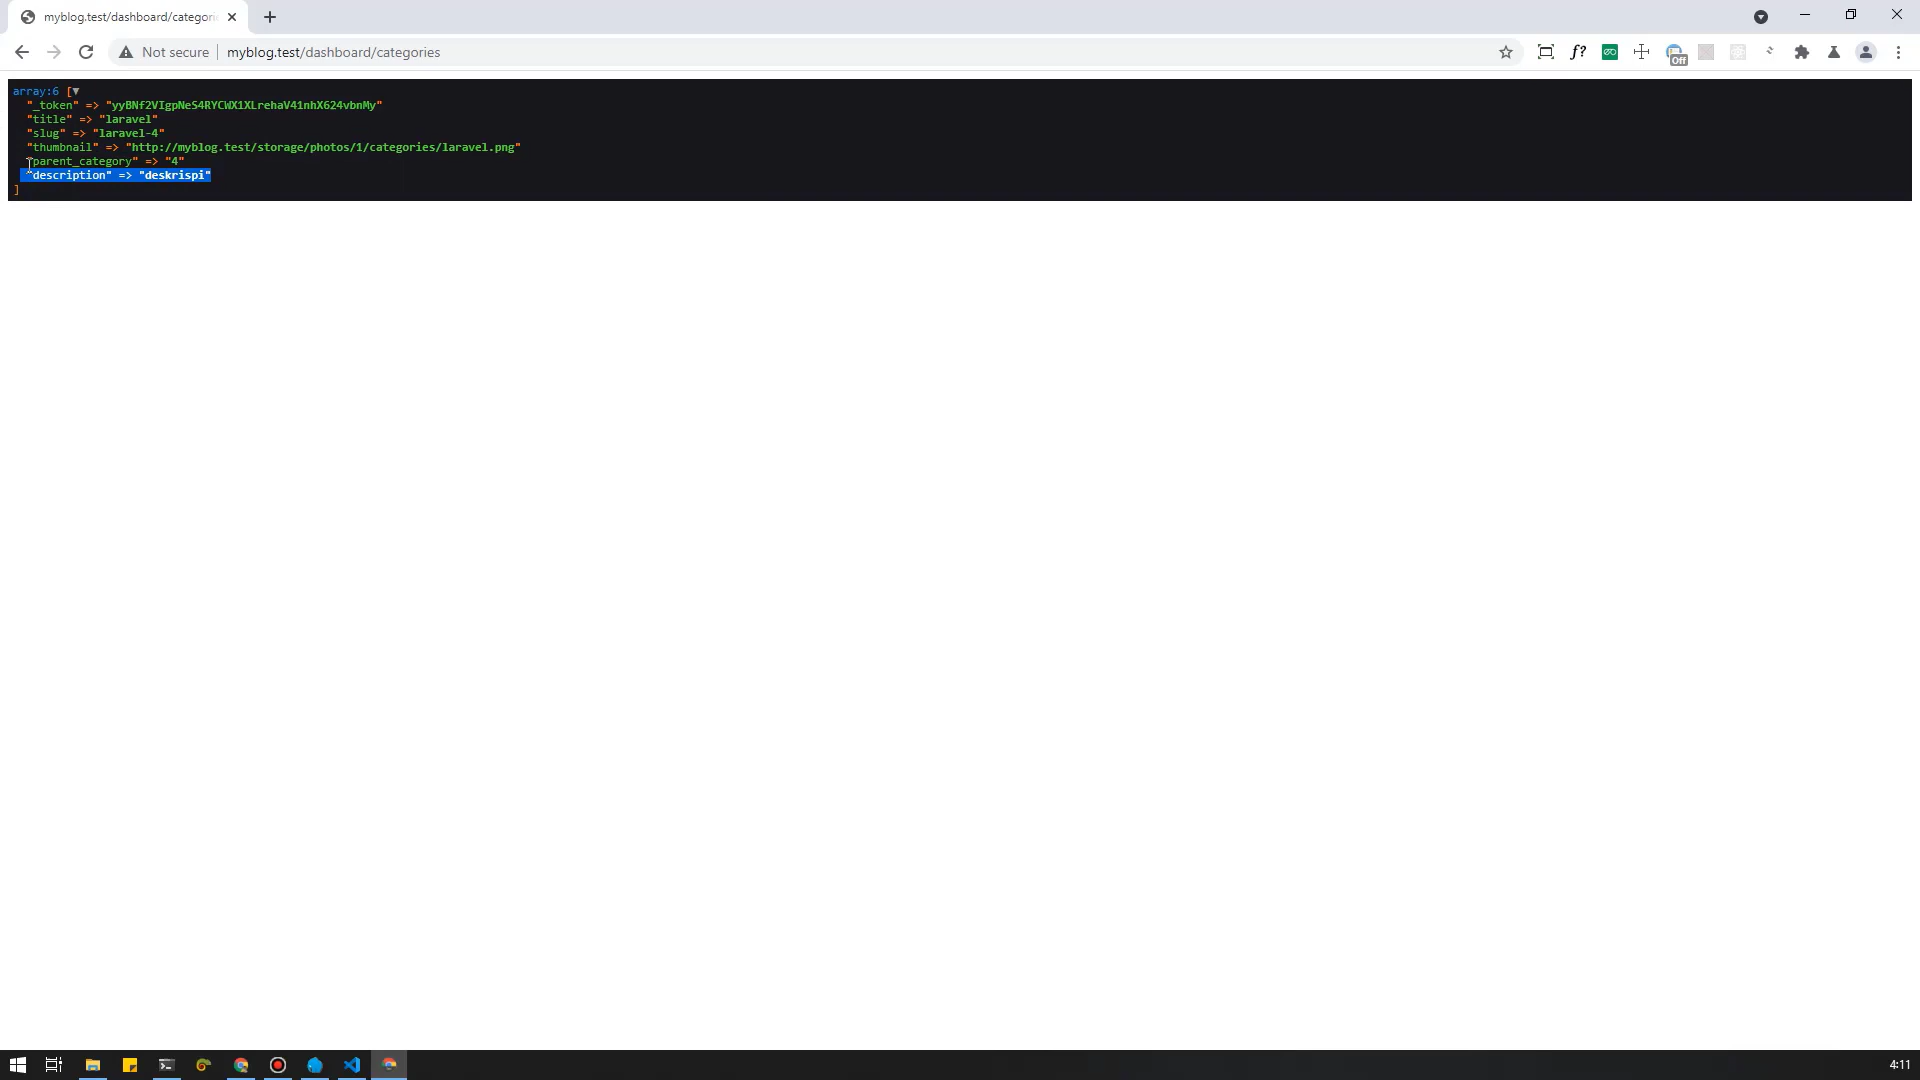 myblog.test/dashboard/categori
Not secure
myblog.test/dashboard/categories
f?
Off
array:6 [▼
"_token" => "yyBNf2VIgpNeS4RYCWX1XLrehaV41nhX624vbnMy"
"title" => "laravel"
"slug" => "laravel-4"
"thumbnail" => "http://myblog.test/storage/photos/1/categories/laravel.png"
"parent_category" => "4"
"description" => "deskrispi"
]
4:11